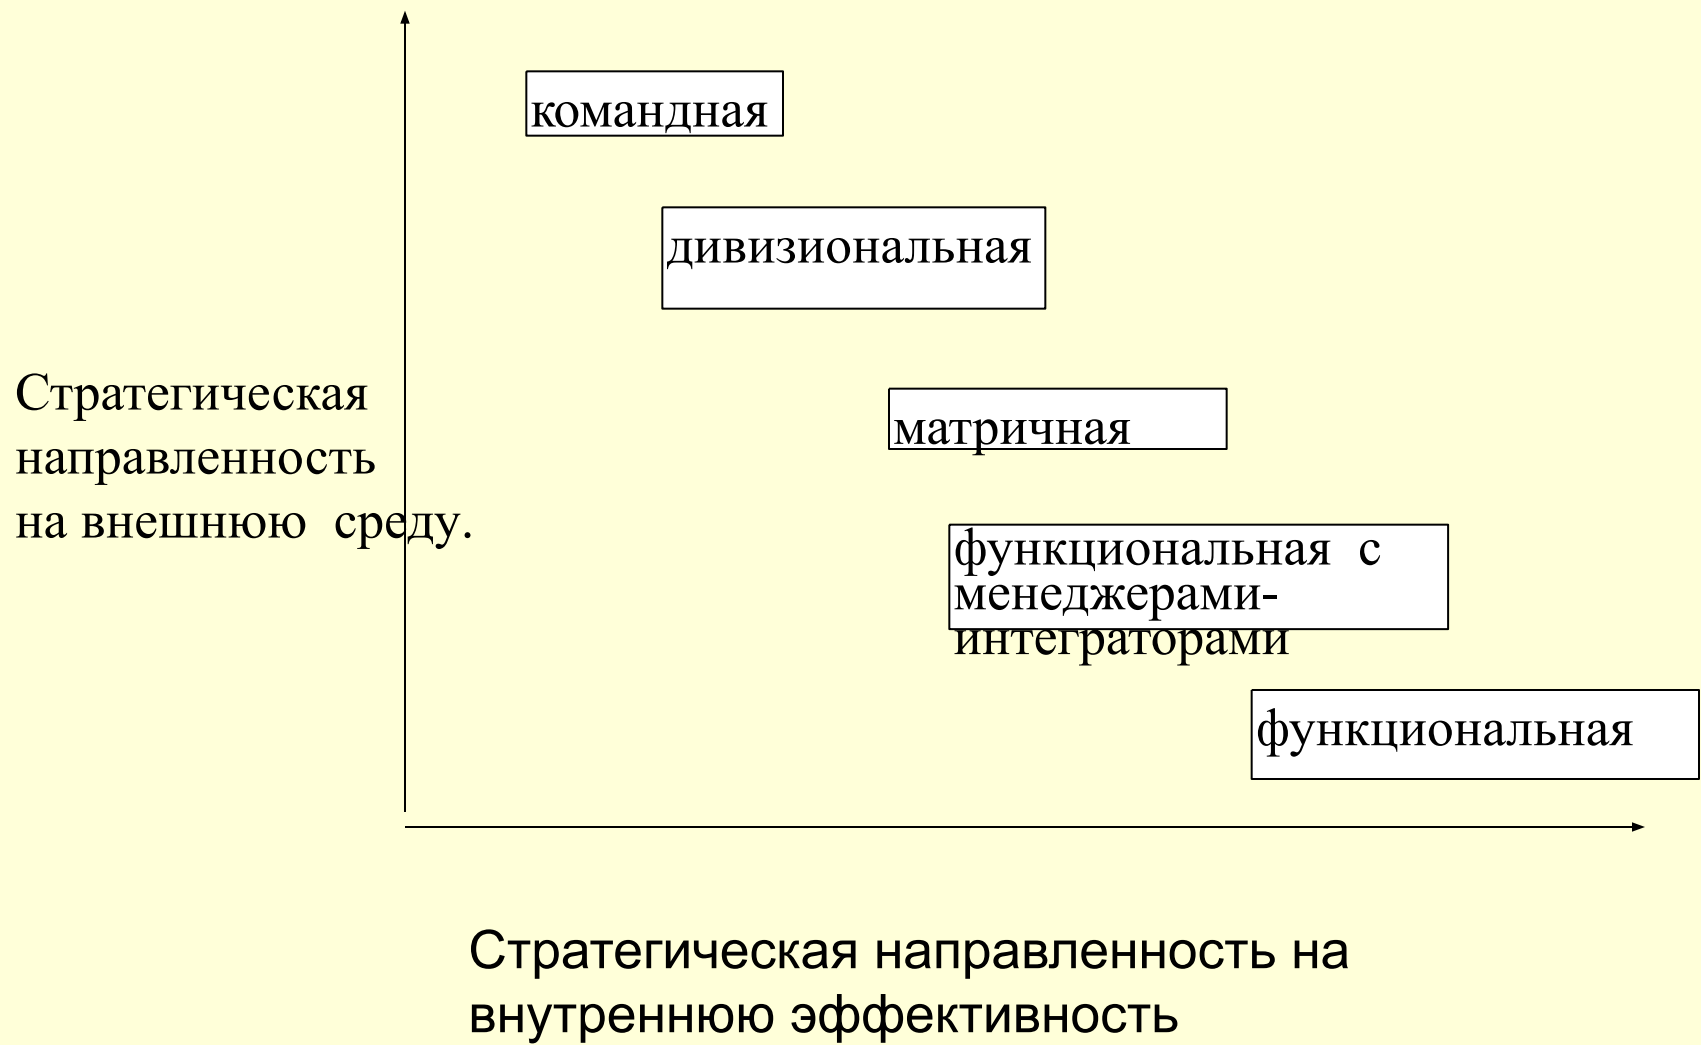 командная
дивизиональная
Стратегическая
направленность
на внешнюю среду.
матричная
функциональная с
менеджерами-
интеграторами
функциональная
Стратегическая направленность на
внутреннюю эффективность